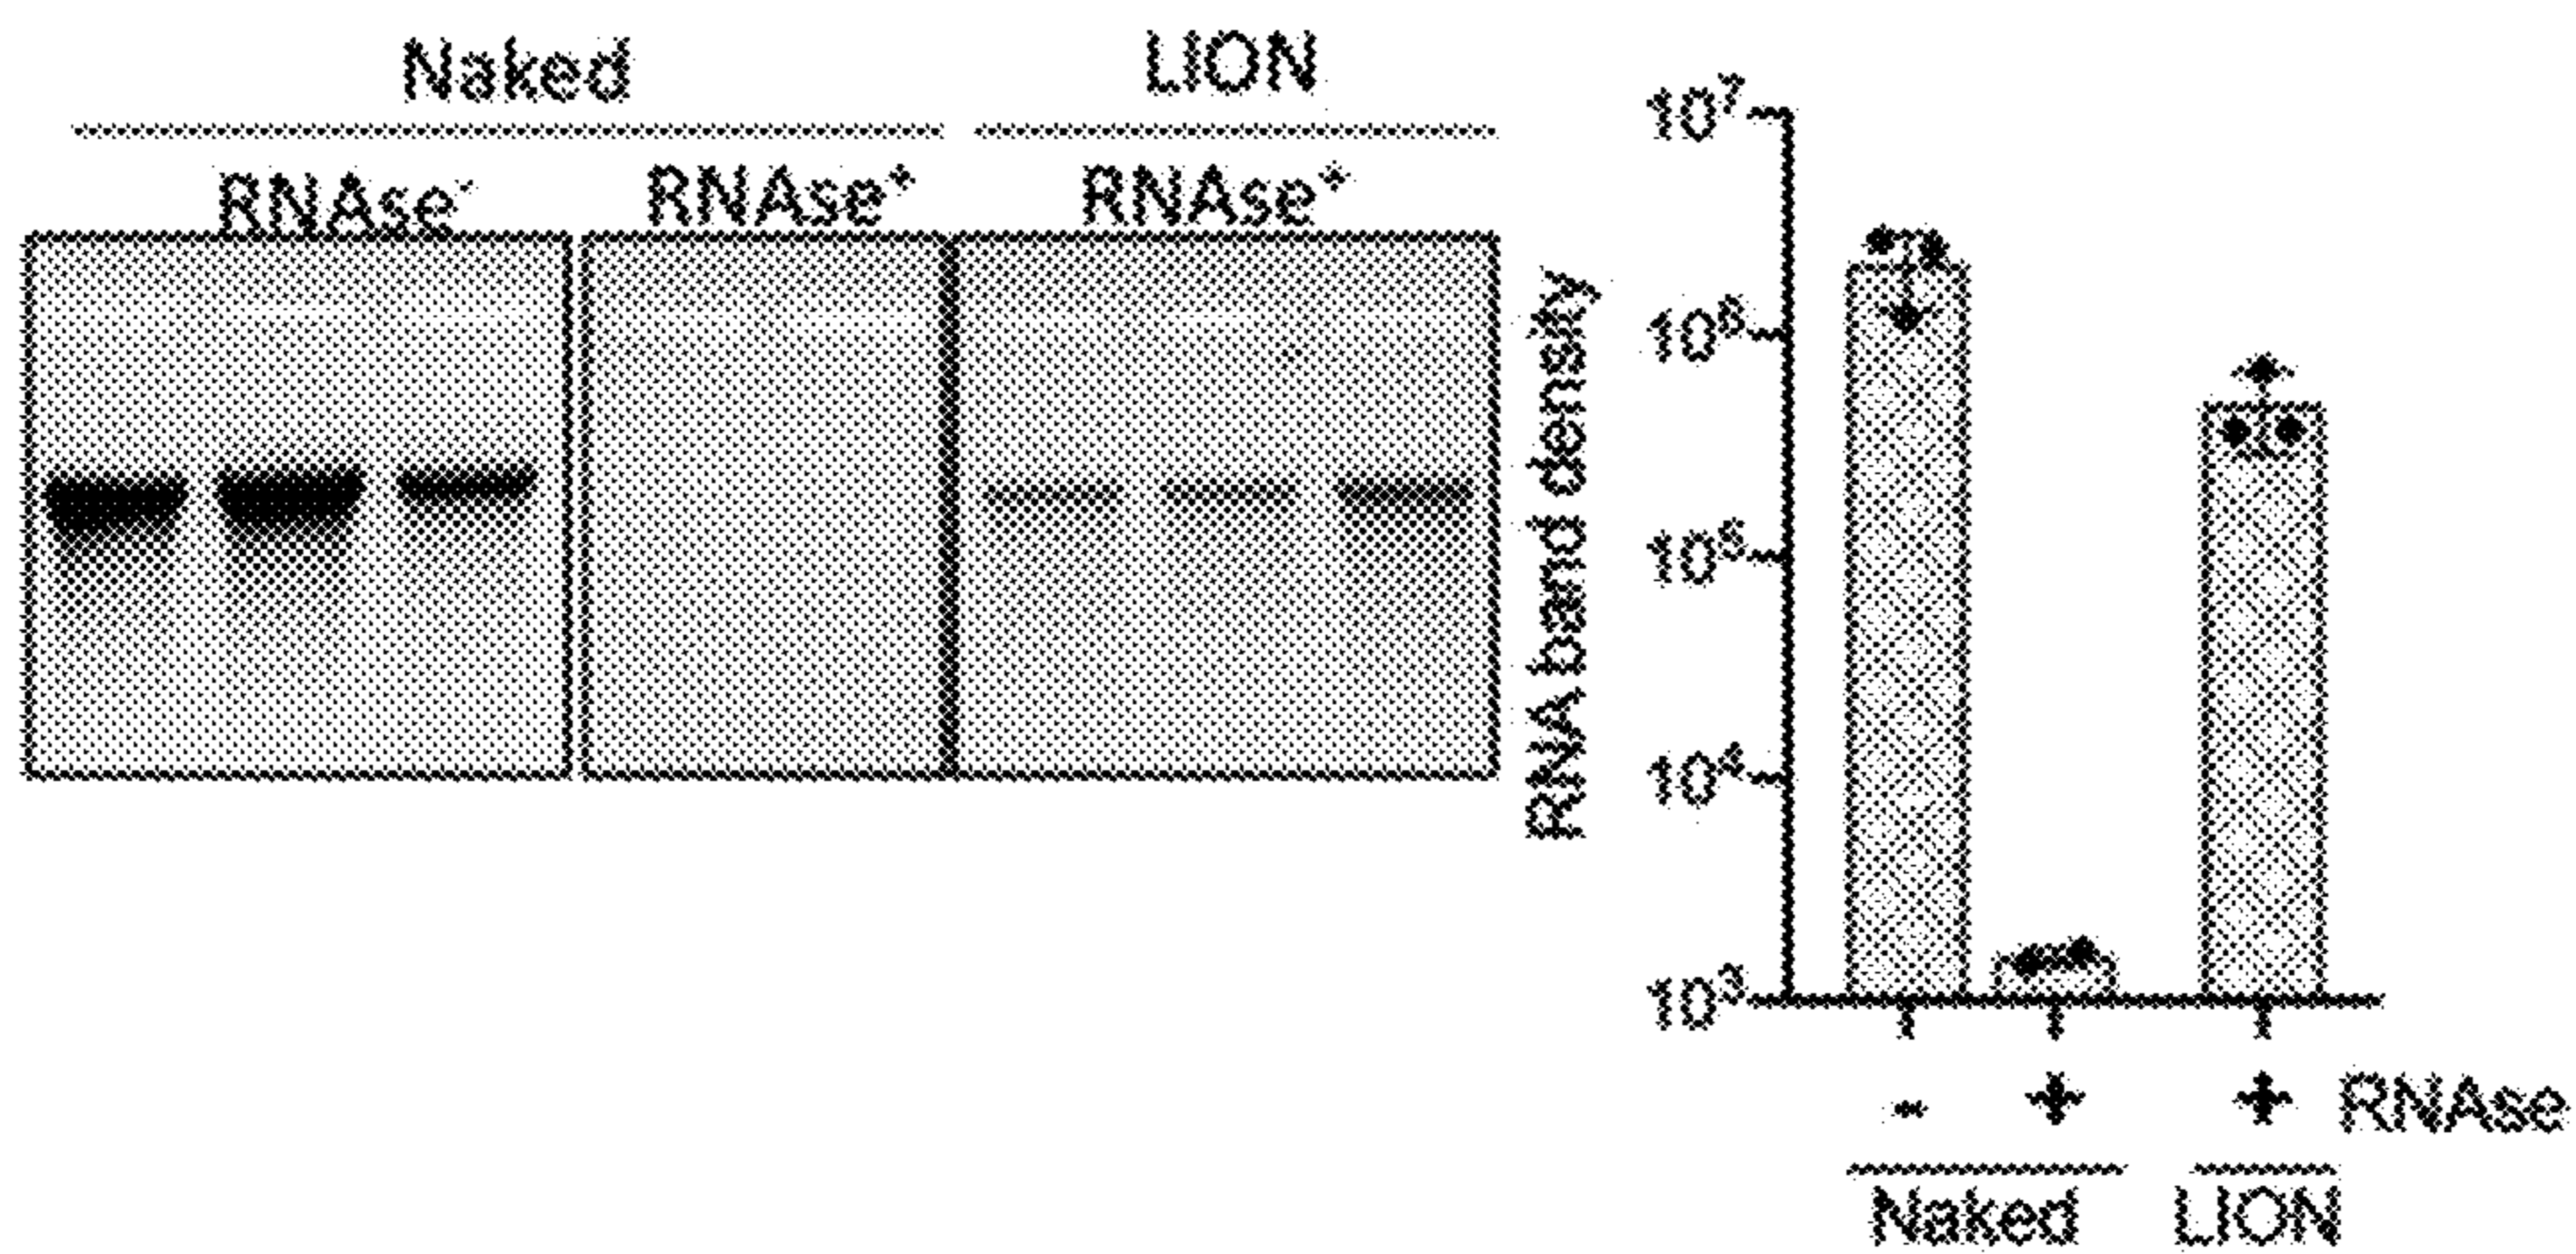 Naked LION
RNAse⁻ RNAse⁺ RNAse⁺
RNA band density
10⁷
10⁶
10⁵
10⁴
10³
- + + RNAse
Naked LION